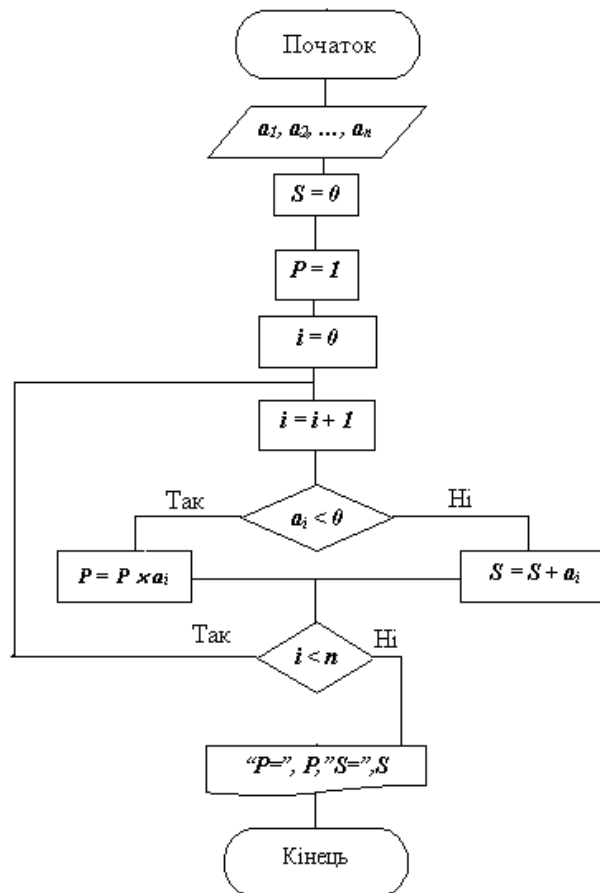 Початок
a1, a2, ..., an
S = 0
P = 1
i = 0
i = i + 1
Так
ai < 0
Ні
P = P ×ai
S = S + ai
Так
i < n
Ні
“P=”, P,”S=”,S
Кінець